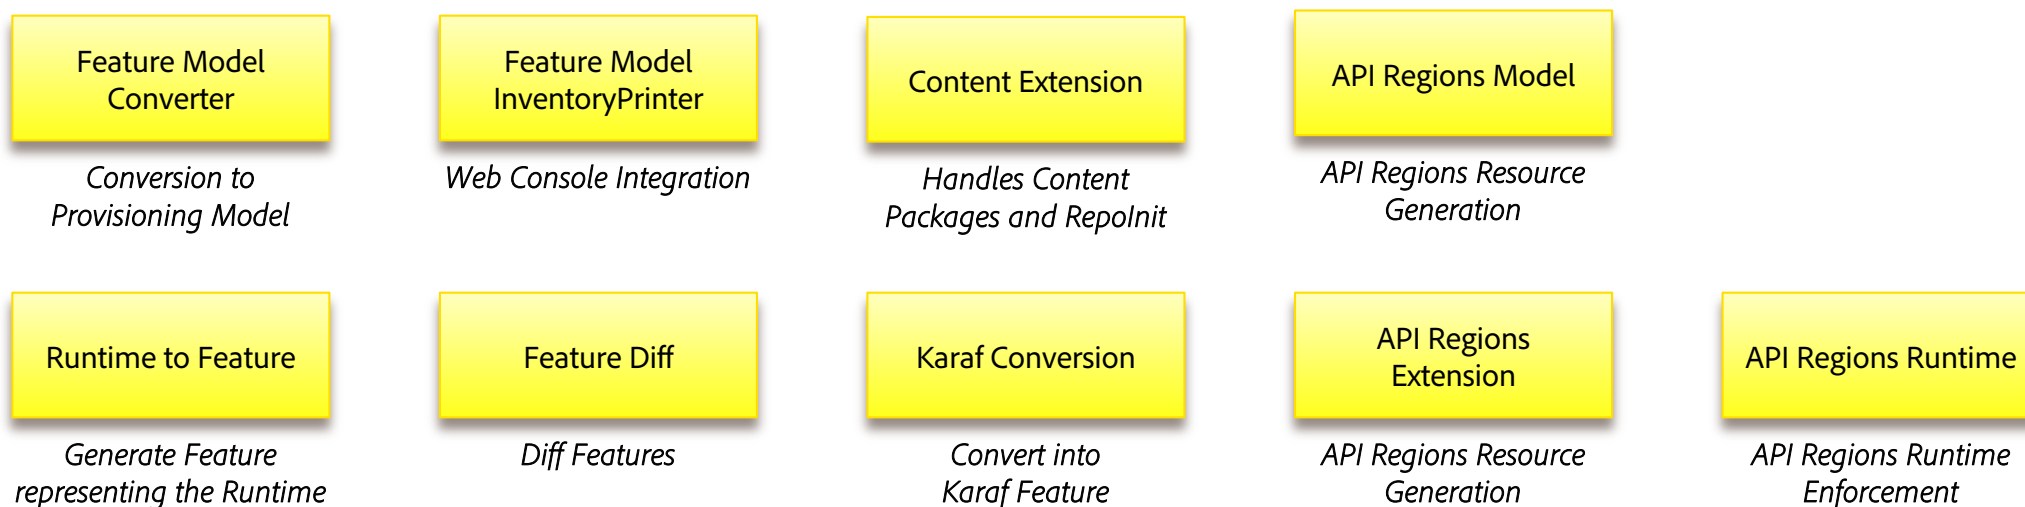 Feature Model
Converter
Conversion to
Provisioning Model
Feature Model
InventoryPrinter
Web Console Integration
Content Extension
Handles Content
Packages and RepoInit
API Regions Model
API Regions Resource
Generation
Runtime to Feature
Generate Feature
representing the Runtime
Feature Diff
Diff Features
Karaf Conversion
Convert into
Karaf Feature
API Regions
Extension
API Regions Resource
Generation
API Regions Runtime
API Regions Runtime
Enforcement